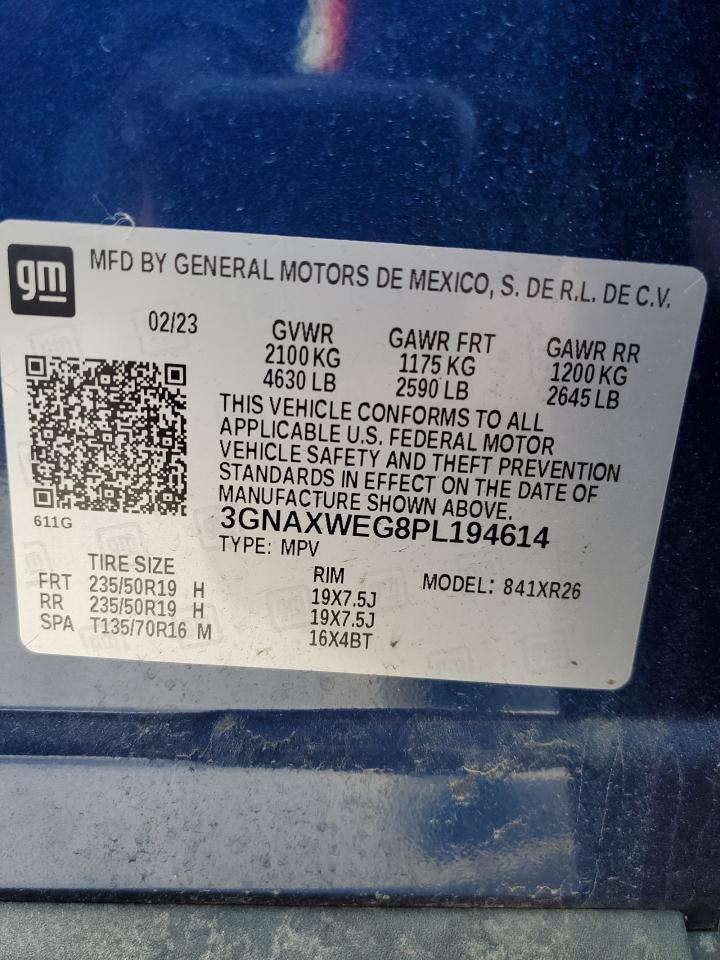 gm MFD BY GENERAL MOTORS DE MEXICO, S. DE R.L. DE C.V.
02/23 GVWR GAWR FRT GAWR RR
2100 KG 1175 KG 1200 KG
4630 LB 2590 LB 2645 LB
THIS VEHICLE CONFORMS TO ALL
APPLICABLE U.S. FEDERAL MOTOR
VEHICLE SAFETY AND THEFT PREVENTION
STANDARDS IN EFFECT ON THE DATE OF
MANUFACTURE SHOWN ABOVE.
611G 3GNAXWEG8PL194614
TYPE: MPV
TIRE SIZE RIM MODEL: 841XR26
FRT 235/50R19 H 19X7.5J
RR 235/50R19 H 19X7.5J
SPA T135/70R16 M 16X4BT